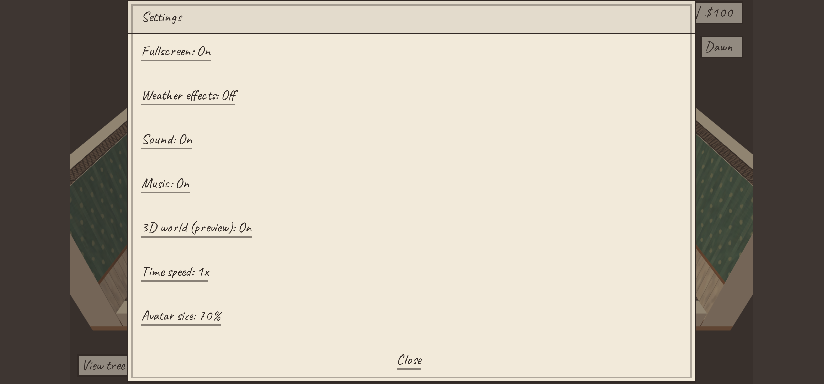 Settings
/ $100
Fullscreen: On
Dawn
Weather effects: Off
Sound: On
Music: On
3D world (preview): On
Time speed: 1x
Avatar size: 70%
Close
View tree